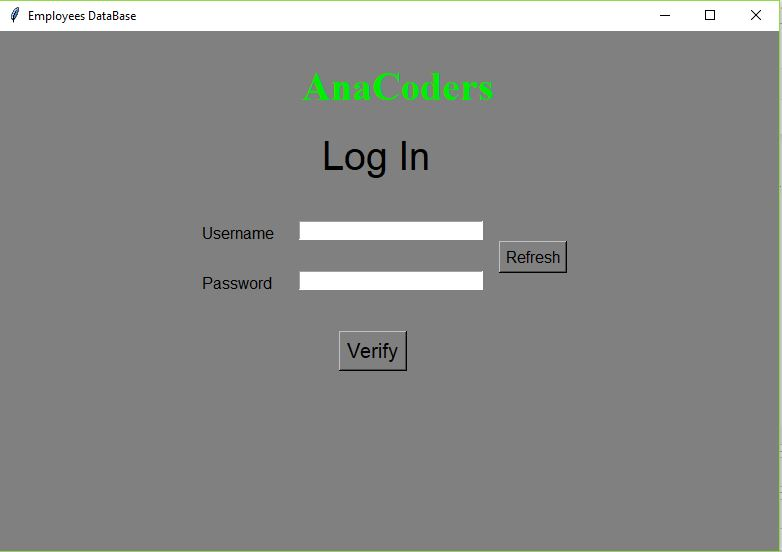 Employees DataBase
AnaCoders
Log In
Username
Refresh
Password
Verify